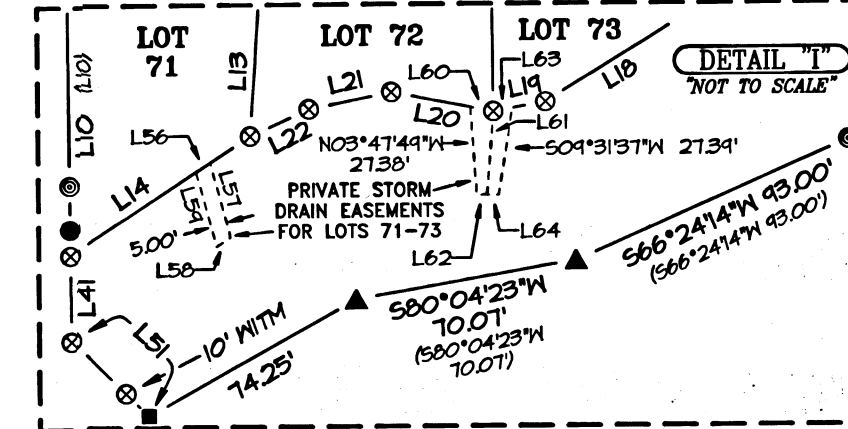 LOT
71
LOT 72
LOT 73
DETAIL "I"
"NOT TO SCALE"
L10 (L10)
L13
L21
L60
L63
L19
L18
L56
L22
L20
L61
N03°47'49"W
27.38'
S09°31'37"W 27.39'
L14
L59
L57
PRIVATE STORM
DRAIN EASEMENTS
FOR LOTS 71-73
5.00'
L58
L62
L64
S66°24'14"W 93.00'
(S66°24'14"W 93.00')
L41
L51
10' WITM
74.25'
S80°04'23"W
70.07'
(S80°04'23"W
70.07')